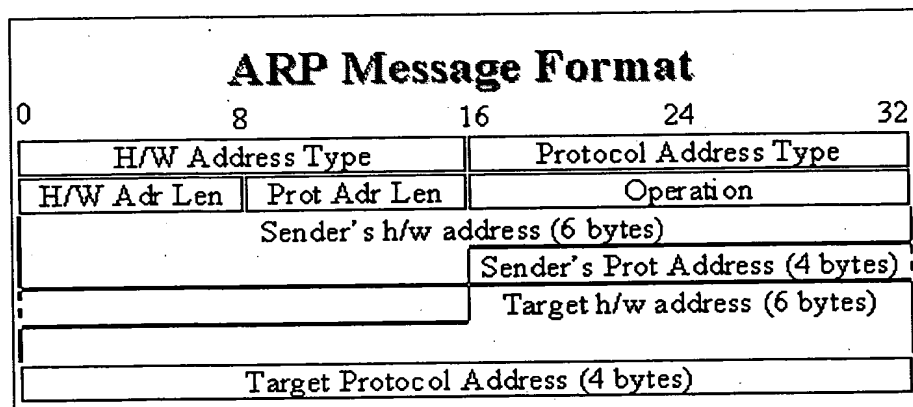 ARP Message Format
0 8 16 24 32
H/W Address Type Protocol Address Type
H/W Adr Len Prot Adr Len Operation
Sender's h/w address (6 bytes)
Sender's Prot Address (4 bytes)
Target h/w address (6 bytes)
Target Protocol Address (4 bytes)